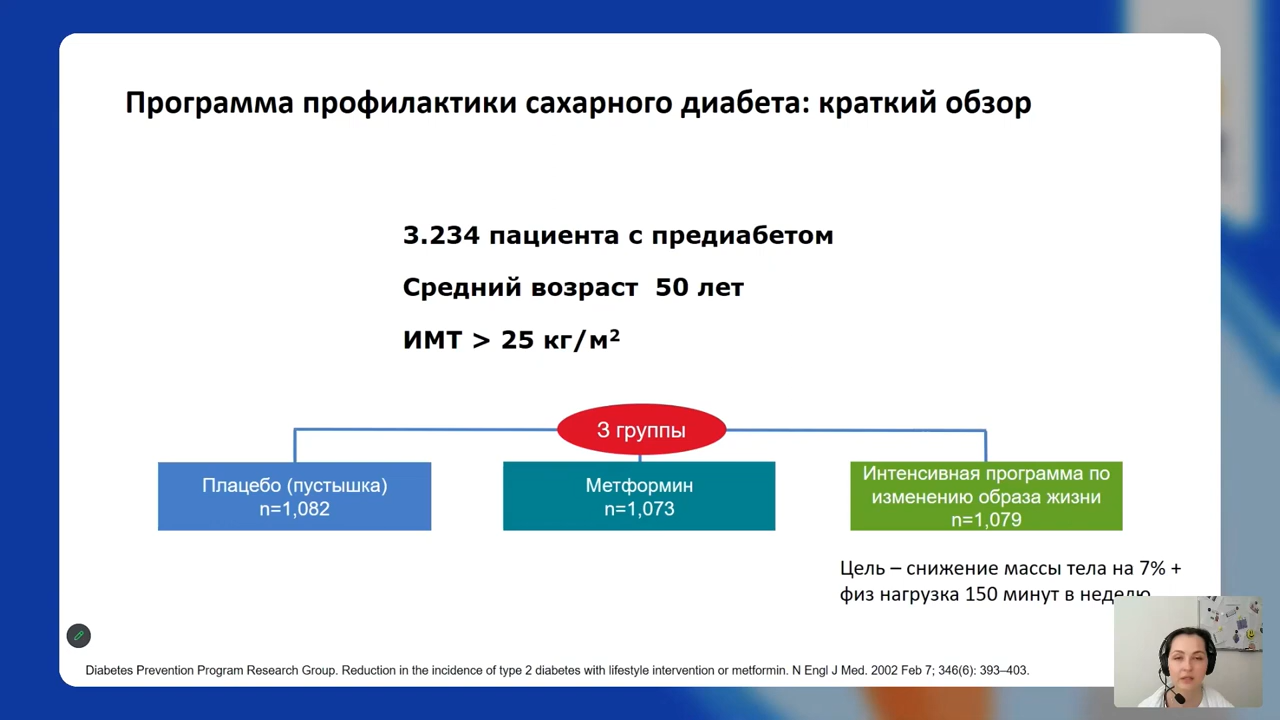 Программа профилактики сахарного диабета: краткий обзор
3.234 пациента с предиабетом
Средний возраст 50 лет
ИМТ > 25 кг/м²
3 группы
Плацебо (пустышка)
n=1,082
Метформин
n=1,073
Интенсивная программа по
изменению образа жизни
n=1,079
Цель – снижение массы тела на 7% +
физ нагрузка 150 минут в неделю
Diabetes Prevention Program Research Group. Reduction in the incidence of type 2 diabetes with lifestyle intervention or metformin. N Engl J Med. 2002 Feb 7; 346(6): 393–403.